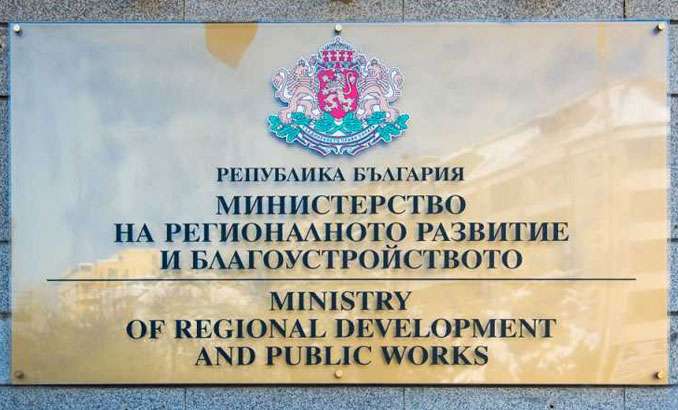 РЕПУБЛИКА БЪЛГАРИЯ
МИНИСТЕРСТВО
НА РЕГИОНАЛНОТО РАЗВИТИЕ
И БЛАГОУСТРОЙСТВОТО
MINISTRY
OF REGIONAL DEVELOPMENT
AND PUBLIC WORKS